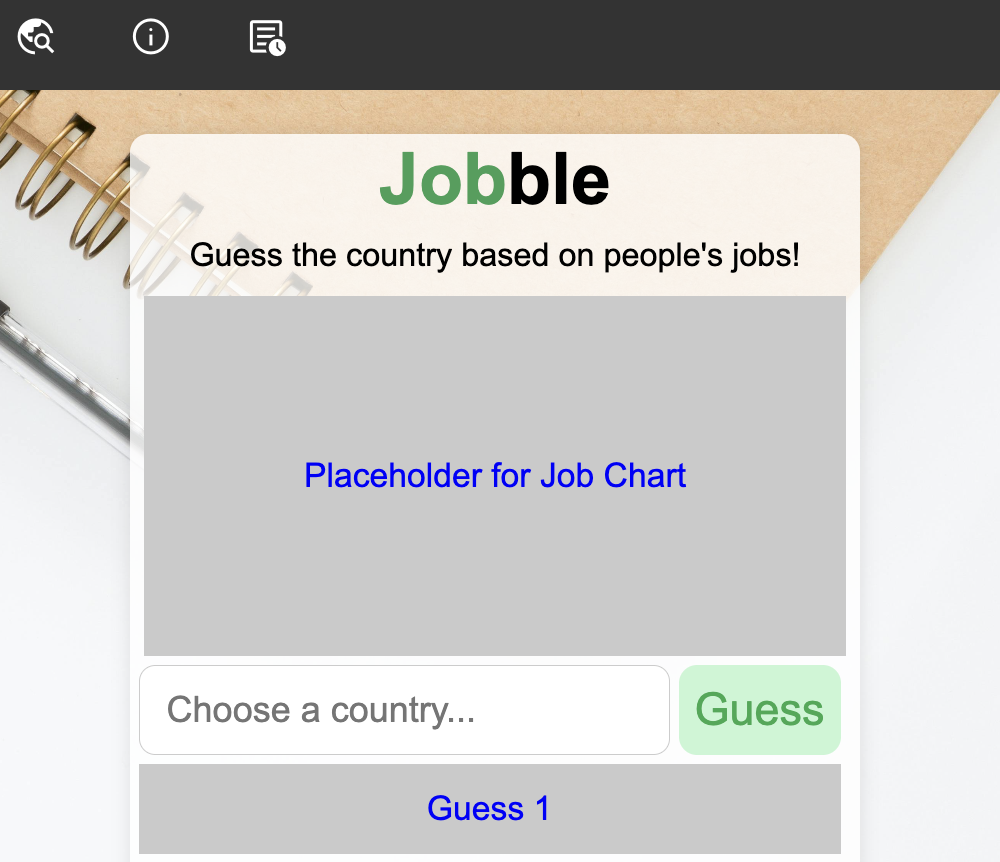 Jobble
Guess the country based on people's jobs!
Placeholder for Job Chart
Choose a country...
Guess
Guess 1